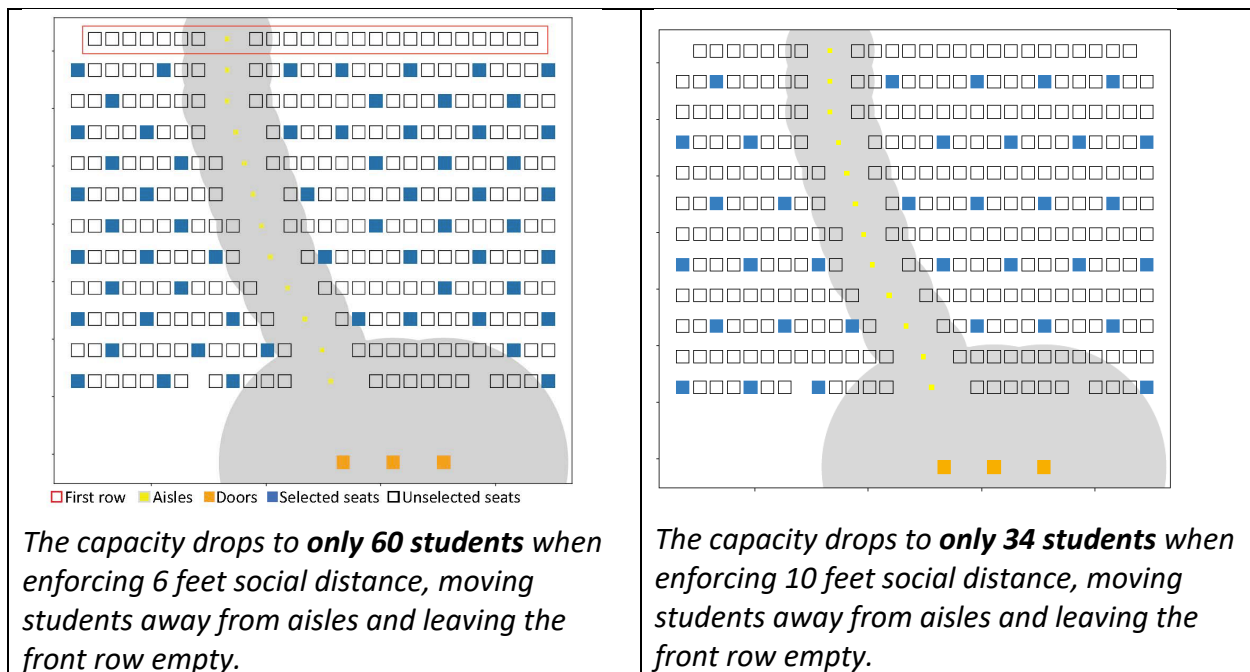 First row Aisles Doors Selected seats Unselected seats
The capacity drops to only 60 students when
enforcing 6 feet social distance, moving
students away from aisles and leaving the
front row empty.
The capacity drops to only 34 students when
enforcing 10 feet social distance, moving
students away from aisles and leaving the
front row empty.